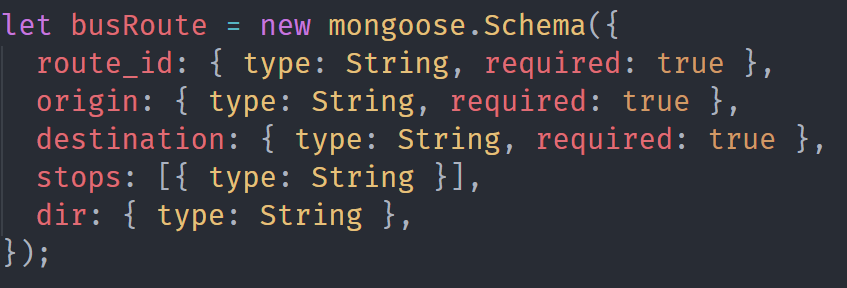 let busRoute = new mongoose.Schema({
  route_id: { type: String, required: true },
  origin: { type: String, required: true },
  destination: { type: String, required: true },
  stops: [{ type: String }],
  dir: { type: String },
});